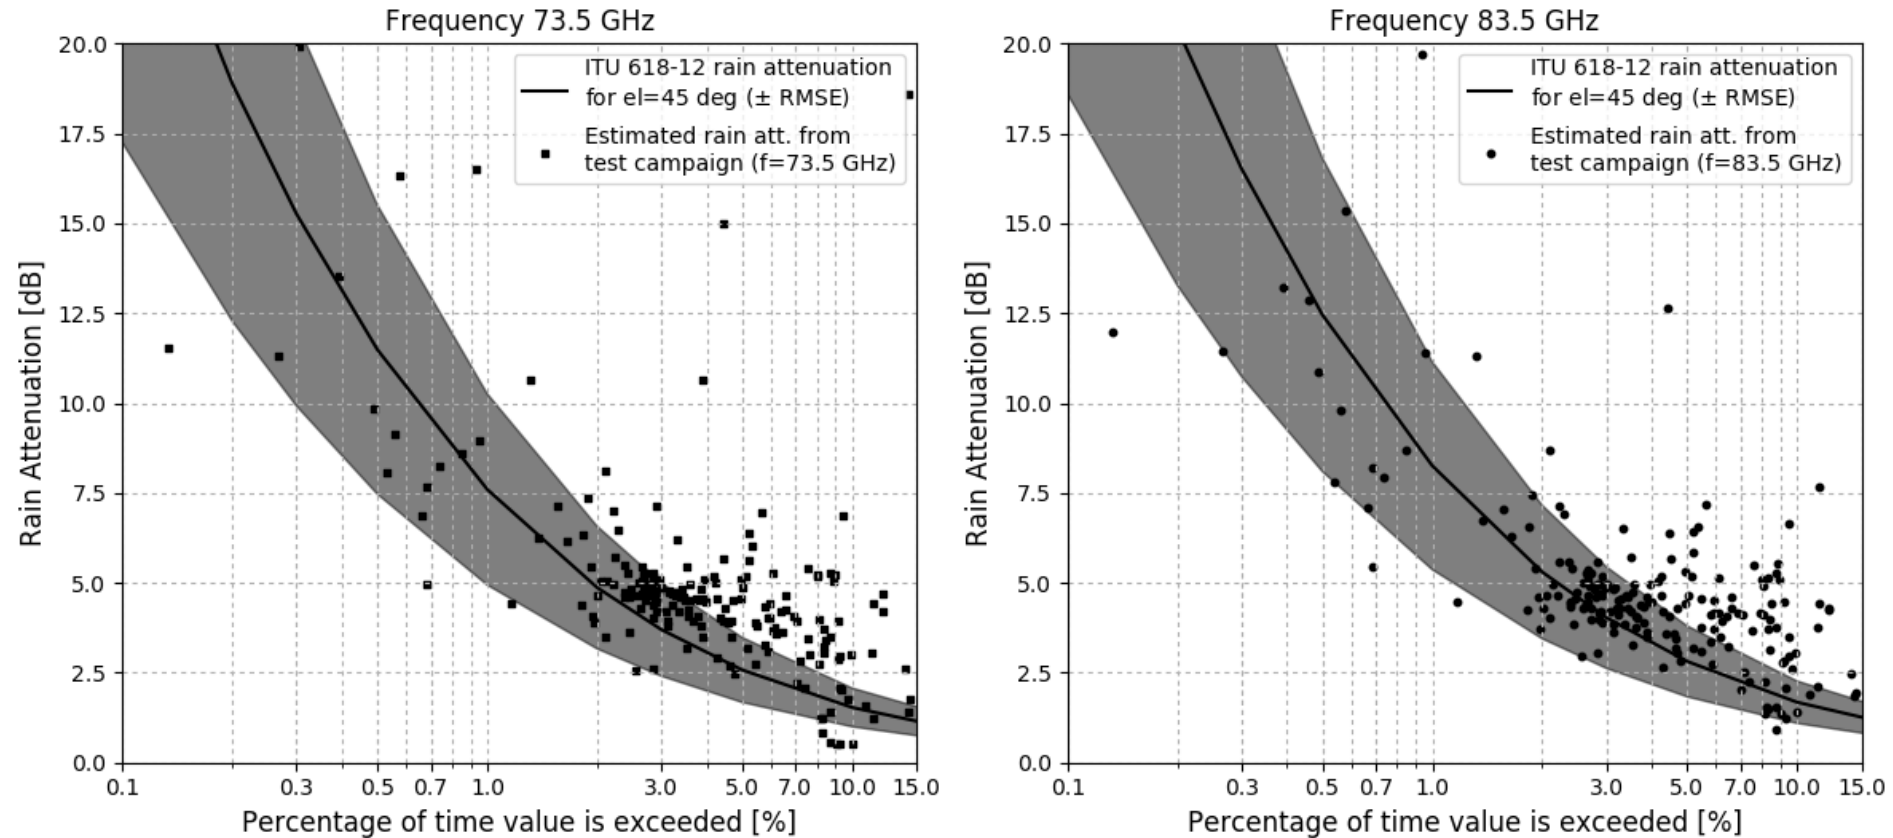 Frequency 73.5 GHz
20.0
17.5
15.0
12.5
10.0
7.5
5.0
2.5
0.0
Rain Attenuation [dB]
ITU 618-12 rain attenuation
for el=45 deg (± RMSE)
Estimated rain att. from
test campaign (f=73.5 GHz)
0.1 0.3 0.5 0.7 1.0 3.0 5.0 7.0 10.0 15.0
Percentage of time value is exceeded [%]
Frequency 83.5 GHz
20.0
17.5
15.0
12.5
10.0
7.5
5.0
2.5
0.0
Rain Attenuation [dB]
ITU 618-12 rain attenuation
for el=45 deg (± RMSE)
Estimated rain att. from
test campaign (f=83.5 GHz)
0.1 0.3 0.5 0.7 1.0 3.0 5.0 7.0 10.0 15.0
Percentage of time value is exceeded [%]